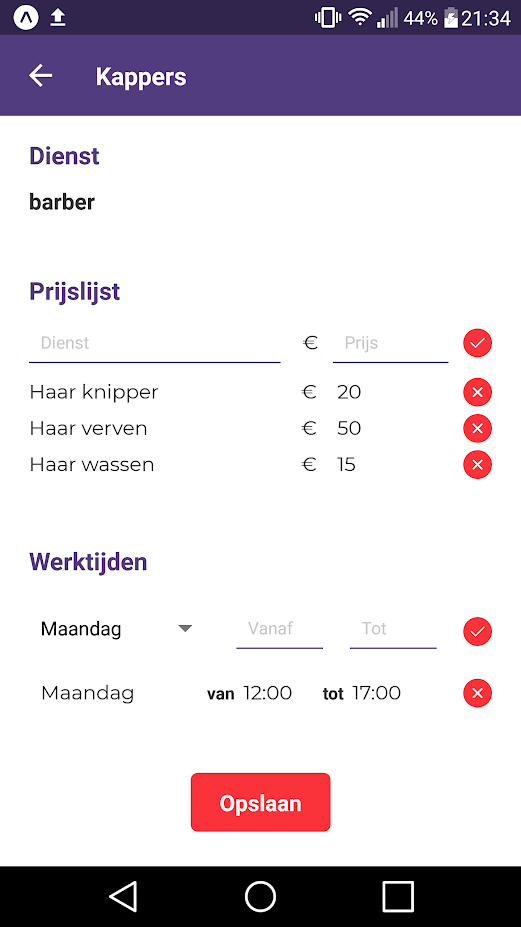 44% 21:34
Kappers
Dienst
barber
Prijslijst
Dienst € Prijs
Haar knipper € 20
Haar verven € 50
Haar wassen € 15
Werktijden
Maandag Vanaf Tot
Maandag van 12:00 tot 17:00
Opslaan